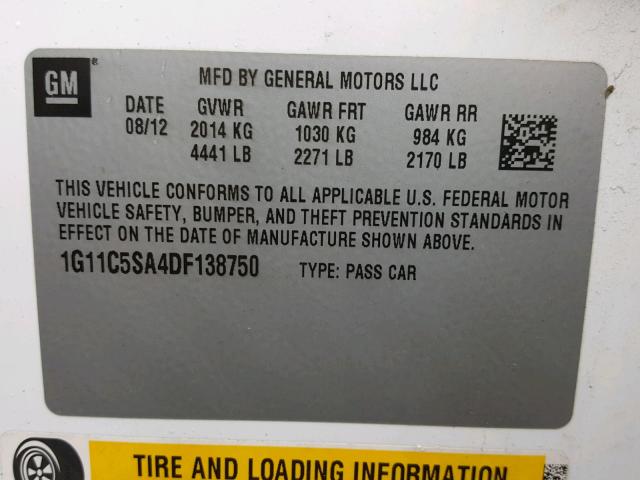 GM
®
MFD BY GENERAL MOTORS LLC
DATE GVWR GAWR FRT GAWR RR
08/12 2014 KG 1030 KG 984 KG
4441 LB 2271 LB 2170 LB
THIS VEHICLE CONFORMS TO ALL APPLICABLE U.S. FEDERAL MOTOR
VEHICLE SAFETY, BUMPER, AND THEFT PREVENTION STANDARDS IN
EFFECT ON THE DATE OF MANUFACTURE SHOWN ABOVE.
1G11C5SA4DF138750 TYPE: PASS CAR
TIRE AND LOADING INFORMATION